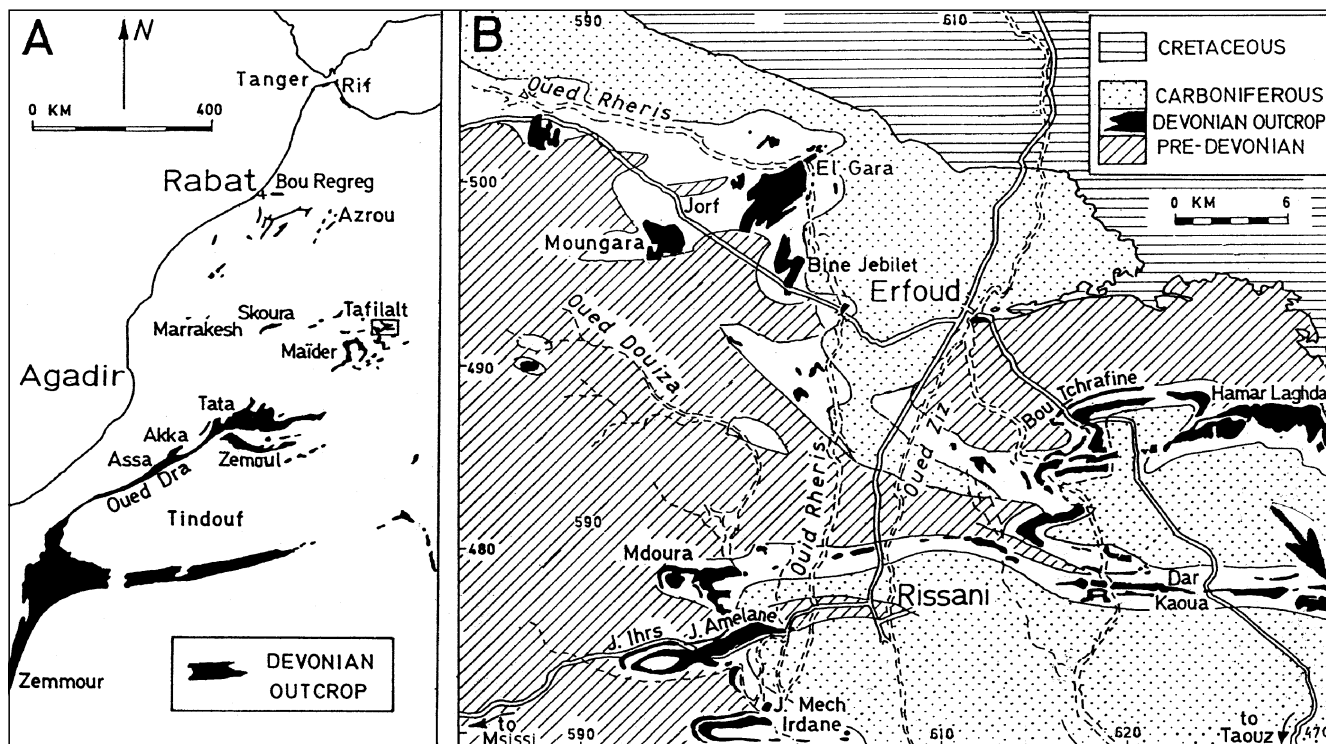 A
N
Tanger
Rif
0 KM 400
Rabat
Bou Regreg
Azrou
Skoura
Tafilalt
Marrakesh
Maïder
Agadir
Tata
Akka
Assa
Zemoul
Oued Dra
Tindouf
Zemmour
DEVONIAN
OUTCROP
B
590
610
CRETACEOUS
CARBONIFEROUS
DEVONIAN OUTCROP
PRE-DEVONIAN
0 KM 6
Oued Rheris
500
El Gara
Jorf
Moungara
Bine Jebilet
Erfoud
Oued Douiza
490
Bou Tchrafine
Hamar Laghdad
Oued Ziz
Ouid Rheris
590
480
Mdoura
Rissani
Dar
Kaoua
J. Ihrs
J. Amelane
J. Mech
Irdane
to
Msissi
590
610
620
to
Taouz
470